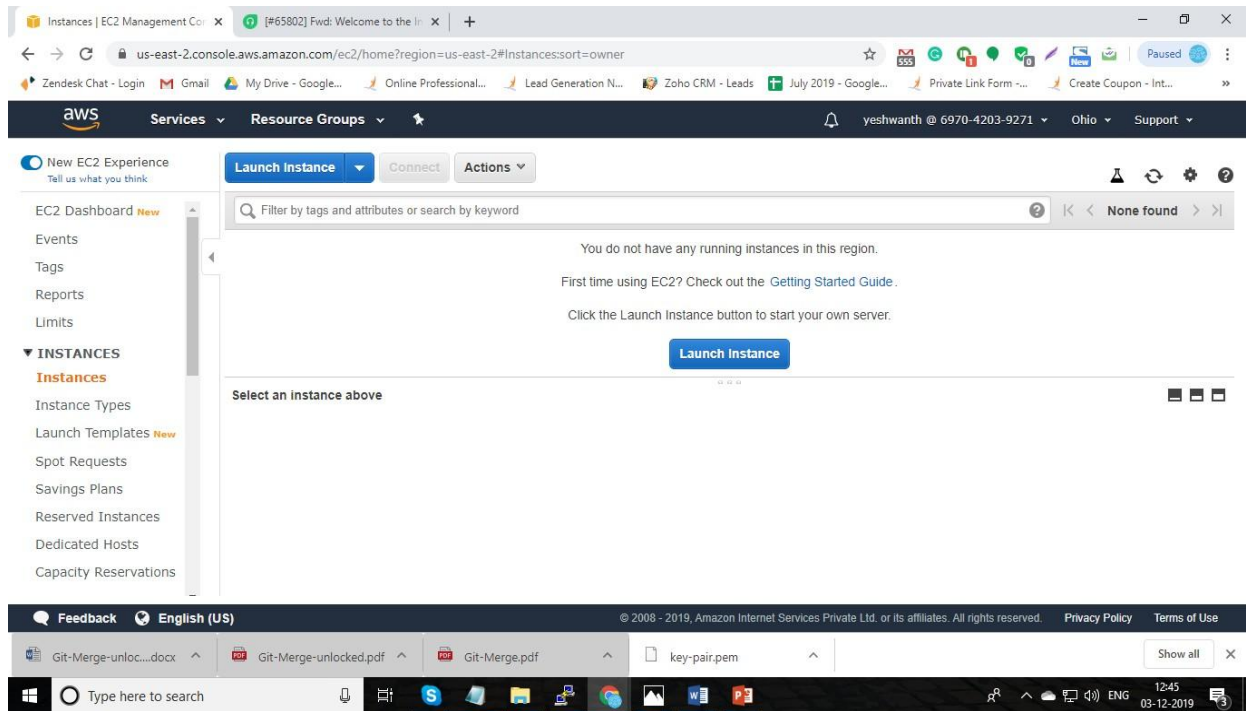 Instances | EC2 Management Con
[#65802] Fwd: Welcome to the In
us-east-2.console.aws.amazon.com/ec2/home?region=us-east-2#Instances:sort=owner
555
1
0
New
Paused
Zendesk Chat - Login
Gmail
My Drive - Google...
Online Professional...
Lead Generation N...
Zoho CRM - Leads
July 2019 - Google...
Private Link Form -...
Create Coupon - Int...
»
aws
Services
Resource Groups
yeshwanth @ 6970-4203-9271
Ohio
Support
New EC2 Experience
Tell us what you think
Launch Instance
Connect
Actions
EC2 Dashboard New
Filter by tags and attributes or search by keyword
None found
Events
Tags
Reports
Limits
You do not have any running instances in this region.
First time using EC2? Check out the Getting Started Guide.
Click the Launch Instance button to start your own server.
Launch Instance
INSTANCES
Instances
Instance Types
Launch Templates New
Spot Requests
Savings Plans
Reserved Instances
Dedicated Hosts
Capacity Reservations
Select an instance above
Feedback
English (US)
© 2008 - 2019, Amazon Internet Services Private Ltd. or its affiliates. All rights reserved.
Privacy Policy
Terms of Use
Git-Merge-unloc....docx
Git-Merge-unlocked.pdf
Git-Merge.pdf
key-pair.pem
Show all
Type here to search
ENG
12:45
03-12-2019
3